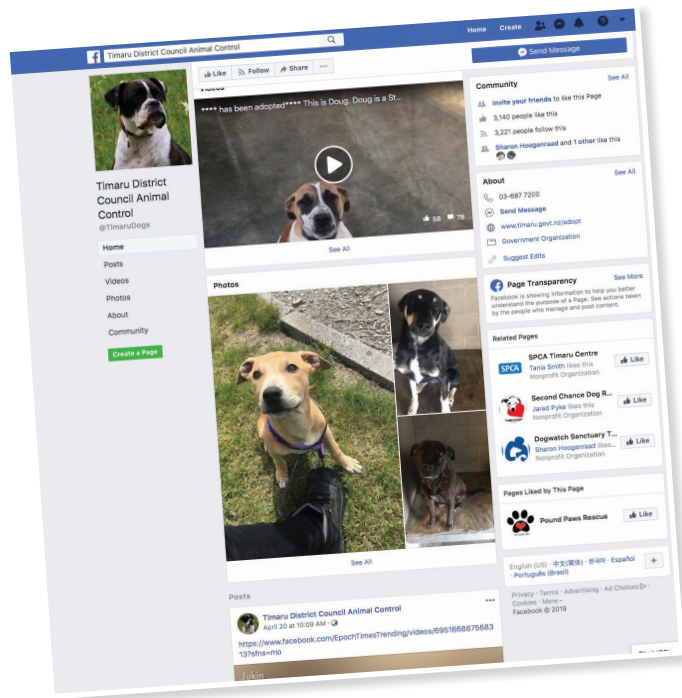 Timaru District Council Animal Control
Home Create
Like Follow Share ...
Send Message
Timaru District
Council Animal
Control
@TimaruDogs
Home
Posts
Videos
Photos
About
Community
Create a Page
Videos
**** has been adopted**** This is Doug. Doug is a St...
58 76
See All
Photos
See All
Posts
Timaru District Council Animal Control
April 20 at 10:09 AM ·
...
https://www.facebook.com/EpochTimesTrending/videos/6951668875683
13?sfns=mo
Jukin
Community See All
Invite your friends to like this Page
3,140 people like this
3,221 people follow this
Sharon Hoogenraad and 1 other like this
About See All
03-687 7200
Send Message
www.timaru.govt.nz/adopt
Government Organization
Suggest Edits
Page Transparency See More
Facebook is showing information to help you better
understand the purpose of a Page. See actions taken
by the people who manage and post content.
Related Pages
SPCA
SPCA Timaru Centre
Tania Smith likes this
Nonprofit Organization
Like
Second Chance Dog R...
Jared Pyke likes this
Nonprofit Organization
Like
Dogwatch Sanctuary T...
Sharon Hoogenraad likes...
Nonprofit Organization
Like
Pages Liked by This Page
Pound Paws Rescue
Like
English (US) · 中文(简体) · 한국어 · Español
· Português (Brasil)
+
Privacy · Terms · Advertising · Ad Choices ·
Cookies · More
Facebook © 2019